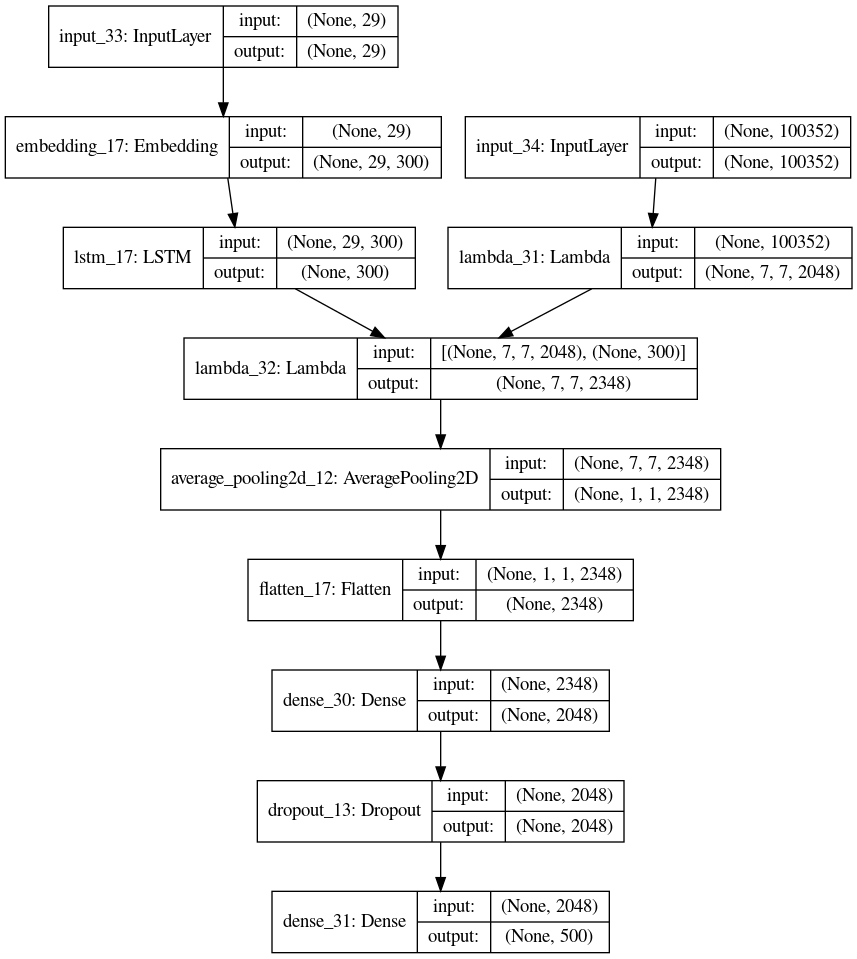 input_33: InputLayer
input: (None, 29)
output: (None, 29)
embedding_17: Embedding
input: (None, 29)
output: (None, 29, 300)
input_34: InputLayer
input: (None, 100352)
output: (None, 100352)
lstm_17: LSTM
input: (None, 29, 300)
output: (None, 300)
lambda_31: Lambda
input: (None, 100352)
output: (None, 7, 7, 2048)
lambda_32: Lambda
input: [(None, 7, 7, 2048), (None, 300)]
output: (None, 7, 7, 2348)
average_pooling2d_12: AveragePooling2D
input: (None, 7, 7, 2348)
output: (None, 1, 1, 2348)
flatten_17: Flatten
input: (None, 1, 1, 2348)
output: (None, 2348)
dense_30: Dense
input: (None, 2348)
output: (None, 2048)
dropout_13: Dropout
input: (None, 2048)
output: (None, 2048)
dense_31: Dense
input: (None, 2048)
output: (None, 500)